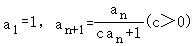 a₁=1, aₙ₊₁=aₙ/(caₙ+1)(c>0)